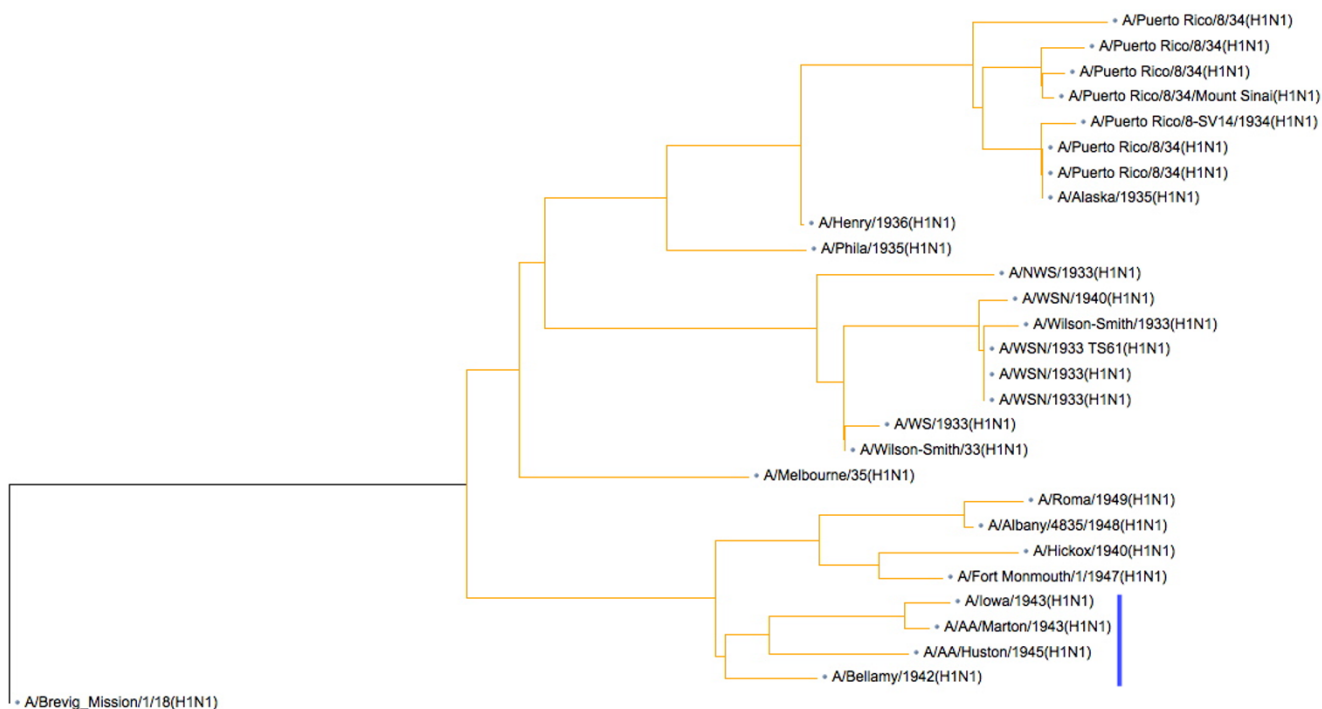 A/Puerto Rico/8/34(H1N1)
A/Puerto Rico/8/34(H1N1)
A/Puerto Rico/8/34(H1N1)
A/Puerto Rico/8/34/Mount Sinai(H1N1)
A/Puerto Rico/8-SV14/1934(H1N1)
A/Puerto Rico/8/34(H1N1)
A/Puerto Rico/8/34(H1N1)
A/Alaska/1935(H1N1)
A/Henry/1936(H1N1)
A/Phila/1935(H1N1)
A/NWS/1933(H1N1)
A/WSN/1940(H1N1)
A/Wilson-Smith/1933(H1N1)
A/WSN/1933 TS61(H1N1)
A/WSN/1933(H1N1)
A/WSN/1933(H1N1)
A/WS/1933(H1N1)
A/Wilson-Smith/33(H1N1)
A/Melbourne/35(H1N1)
A/Roma/1949(H1N1)
A/Albany/4835/1948(H1N1)
A/Hickox/1940(H1N1)
A/Fort Monmouth/1/1947(H1N1)
A/Iowa/1943(H1N1)
A/AA/Marton/1943(H1N1)
A/AA/Huston/1945(H1N1)
A/Bellamy/1942(H1N1)
A/Brevig_Mission/1/18(H1N1)